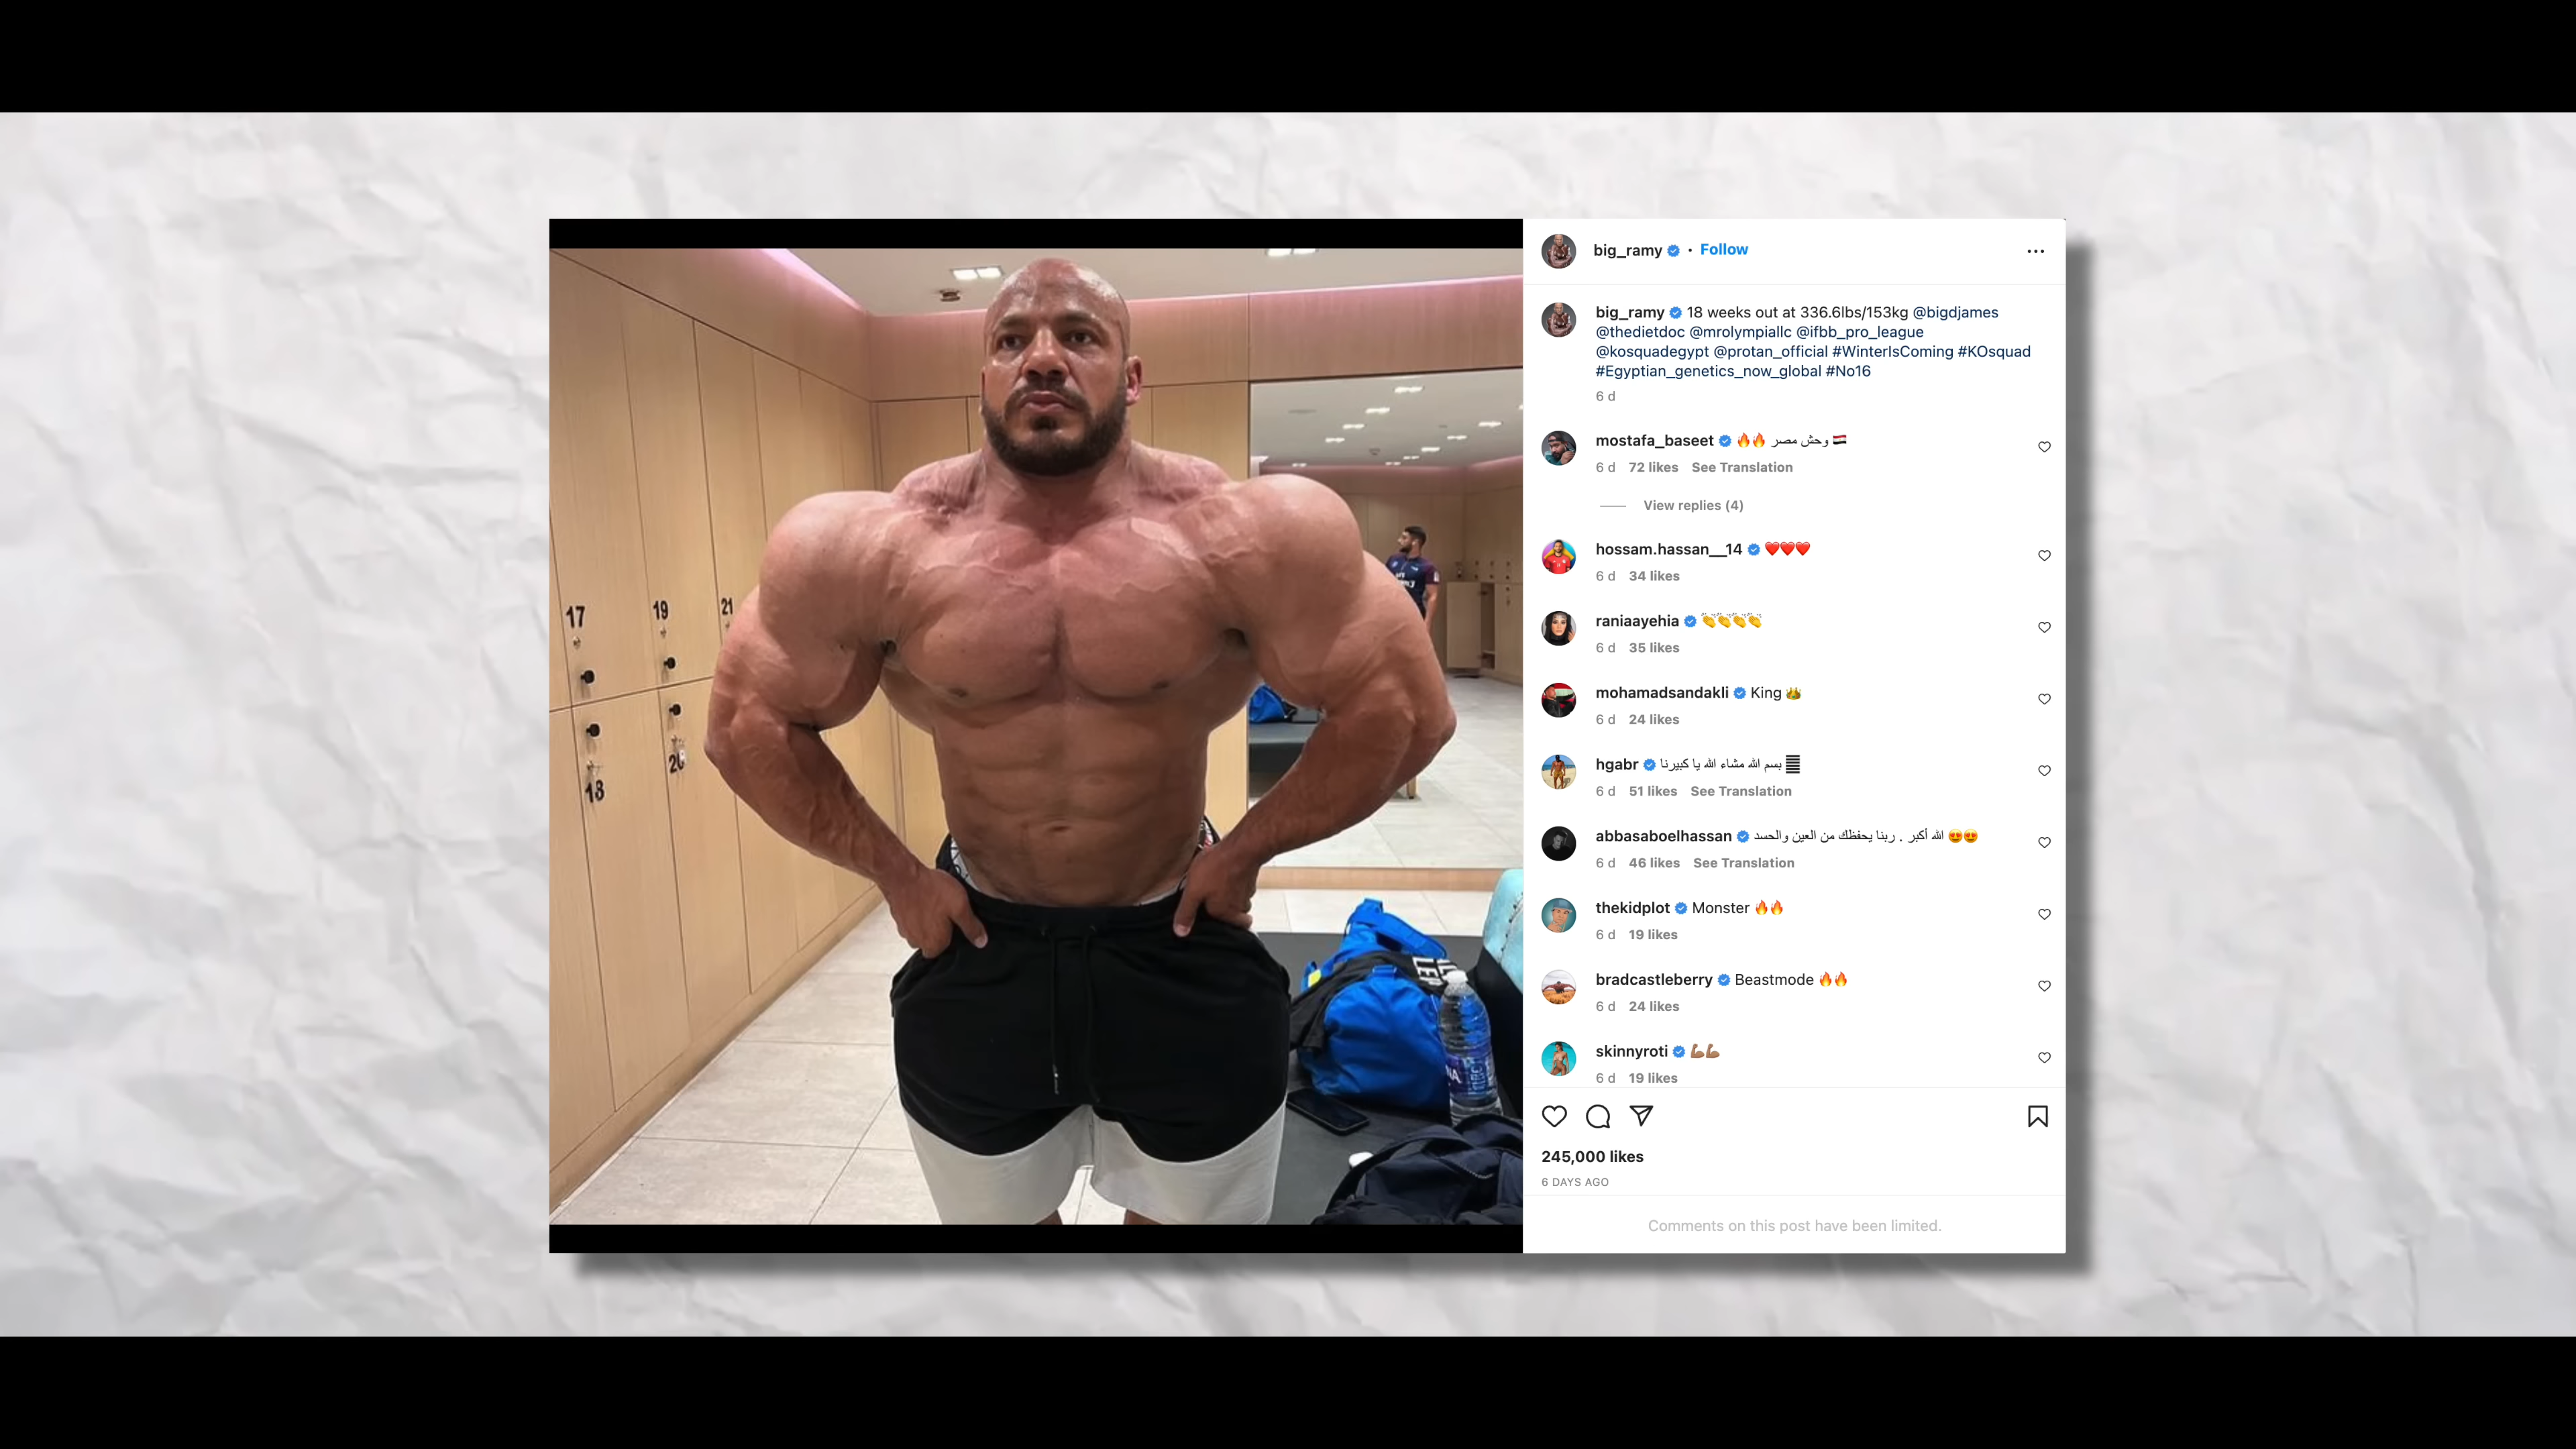 17
19
21
18
20
big_ramy • Follow
big_ramy 18 weeks out at 336.6lbs/153kg @bigdjames
@thedietdoc @mrolympiallc @ifbb_pro_league
@kosquadegypt @protan_official #WinterIsComing #KOsquad
#Egyptian_genetics_now_global #No16
6 d
mostafa_baseet 🔥🔥 وحش مصر 🇪🇬
6 d 72 likes See Translation
View replies (4)
hossam.hassan__14 ❤️❤️❤️
6 d 34 likes
raniaayehia 👏👏👏👏
6 d 35 likes
mohamadsandakli King 👑
6 d 24 likes
hgabr بسم الله مشاء الله يا كبيرنا
6 d 51 likes See Translation
abbasaboelhassan الله أكبر . ربنا يحفظك من العين والحسد 😍😍
6 d 46 likes See Translation
thekidplot Monster 🔥🔥
6 d 19 likes
bradcastleberry Beastmode 🔥🔥
6 d 24 likes
skinnyroti 💪🏾💪🏾
6 d 19 likes
245,000 likes
6 DAYS AGO
Comments on this post have been limited.